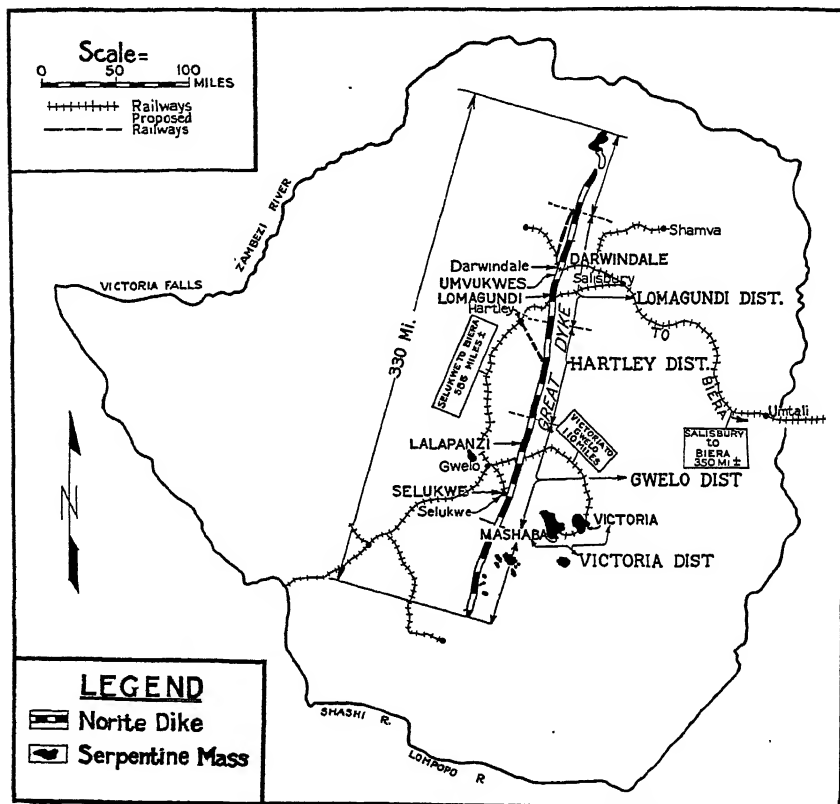 Scale=
0 50 100
MILES
Railways
Proposed
Railways
ZAMBEZI RIVER
VICTORIA FALLS
330 Mi.
Shamva
Darwindale
DARWINDALE
UMVUKWES
Salisbury
LOMAGUNDI
LOMAGUNDI DIST.
Hartley
TO
BIERA
GREAT DYKE
HARTLEY DIST.
SELUKWE TO BIERA
586 MILES ±
Umtali
SALISBURY
TO
BIERA
350 MI ±
VICTORIA TO
GWELO
110 MILES
LALAPANZI
Gwelo
GWELO DIST
SELUKWE
Selukwe
MASHABA
VICTORIA
VICTORIA DIST
N
LEGEND
Norite Dike
Serpentine Mass
SHASHI R.
LOMPOPO R